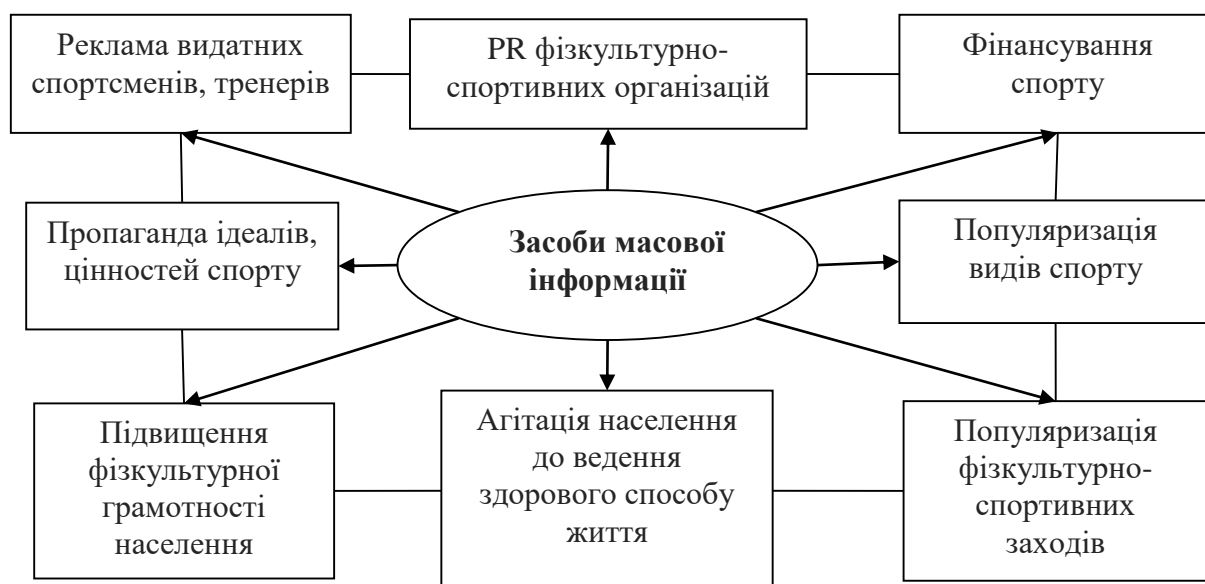 Реклама видатних
спортсменів, тренерів
PR фізкультурно-
спортивних організацій
Фінансування
спорту
Пропаганда ідеалів,
цінностей спорту
Засоби масової
інформації
Популяризація
видів спорту
Підвищення
фізкультурної
грамотності
населення
Агітація населення
до ведення
здорового способу
життя
Популяризація
фізкультурно-
спортивних
заходів